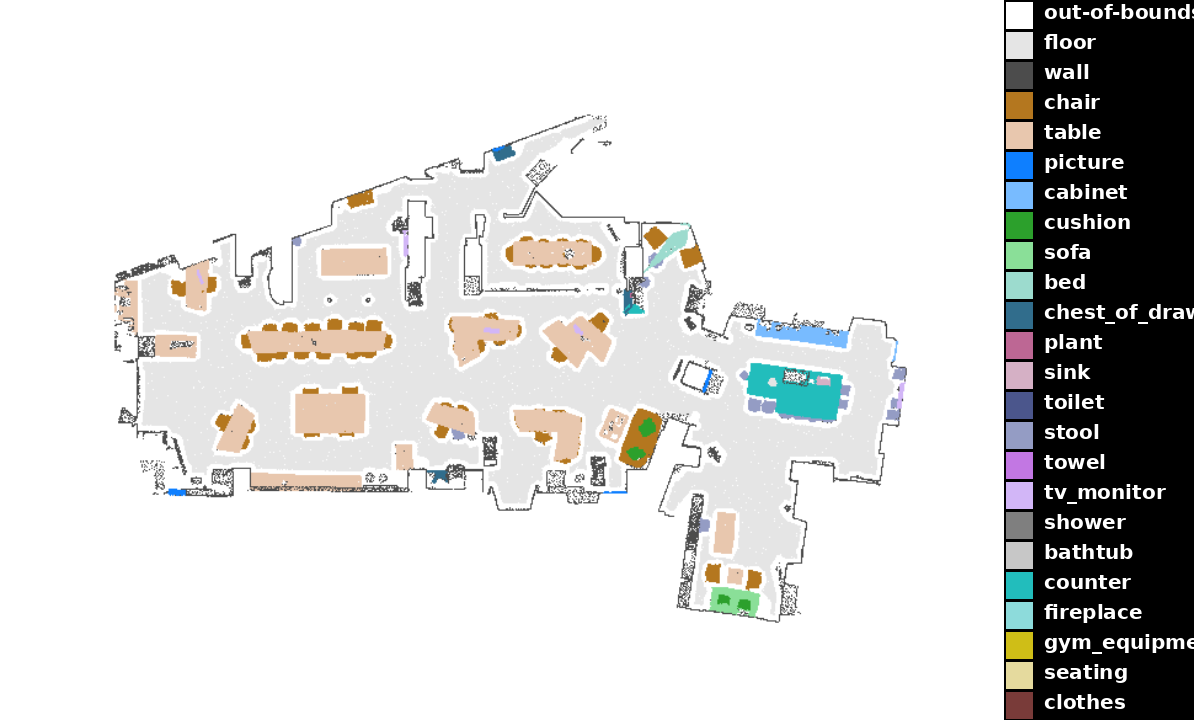 out-of-bounds
floor
wall
chair
table
picture
cabinet
cushion
sofa
bed
chest_of_draw
plant
sink
toilet
stool
towel
tv_monitor
shower
bathtub
counter
fireplace
gym_equipme
seating
clothes